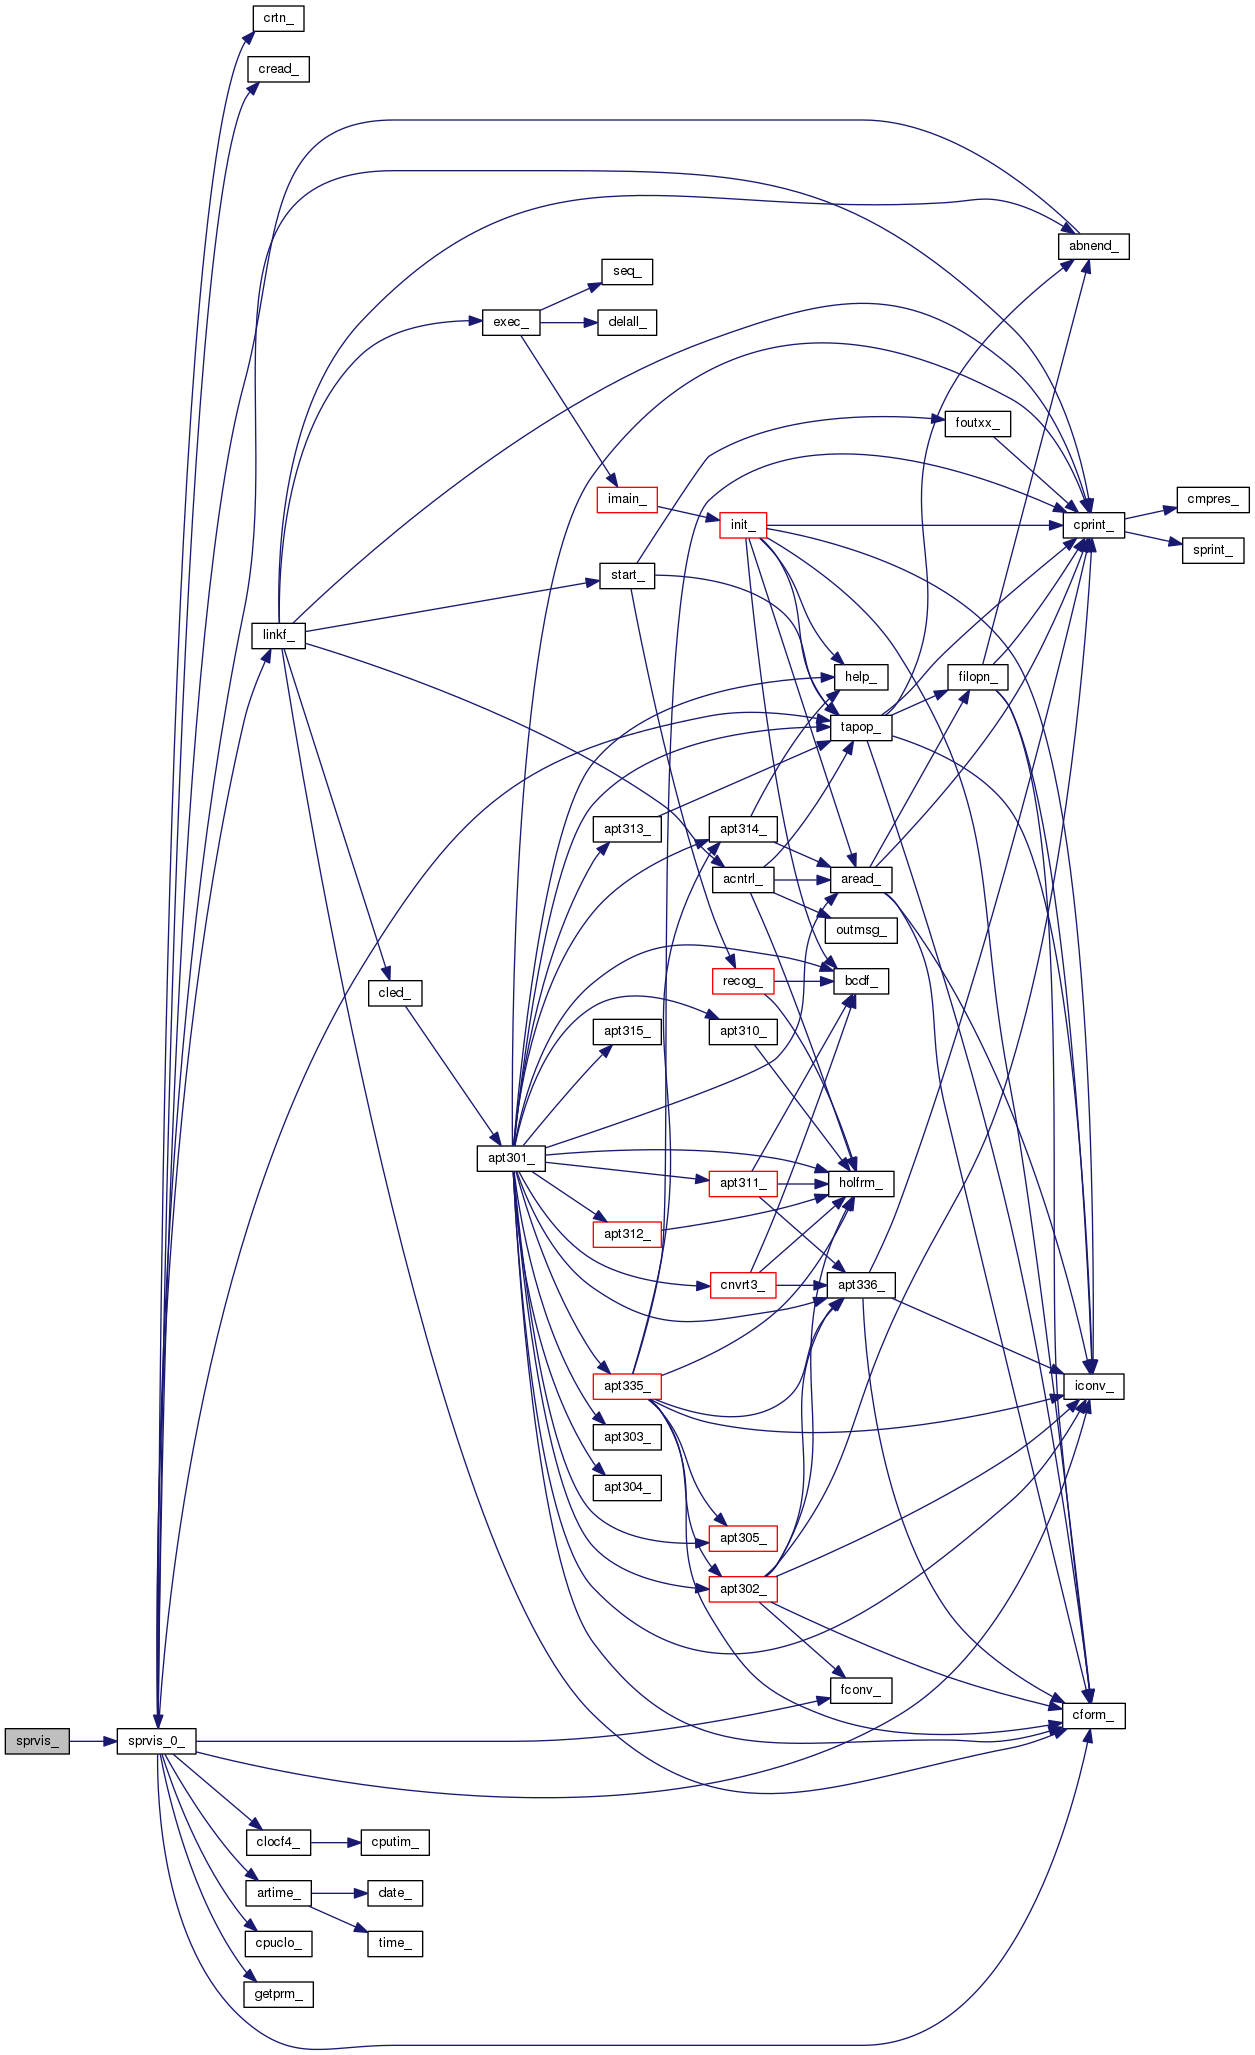 crtn_
cread_
abnend_
seq_
exec_
delall_
foutxx_
imain_
cmpres_
init_
cprint_
sprint_
start_
linkf_
help_
filopn_
tapop_
apt313_
apt314_
acntrl_
aread_
outmsg_
recog_
bcdf_
cled_
apt315_
apt310_
apt301_
apt311_
holfrm_
apt312_
cnvrt3_
apt336_
apt335_
iconv_
apt303_
apt304_
apt305_
apt302_
fconv_
cform_
sprvis_
sprvis_0_
clocf4_
cputim_
artime_
date_
cpuclo_
time_
getprm_